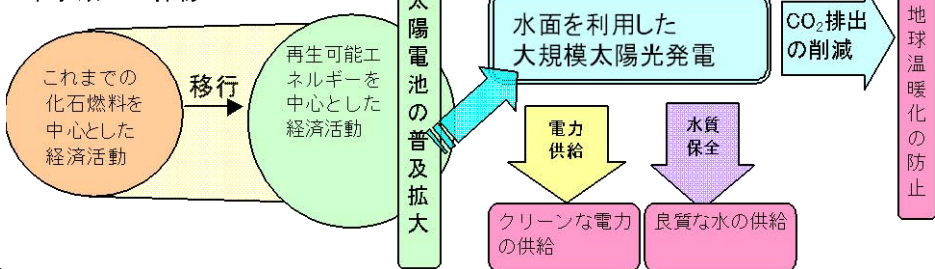 これまでの
化石燃料を
中心とした
経済活動
移行
再生可能エ
ネルギーを
中心とした
経済活動
太陽電池の普及拡大
水面を利用した
大規模太陽光発電
CO₂排出
の削減
地球温暖化の防止
電力
供給
水質
保全
クリーンな電力
の供給
良質な水の供給